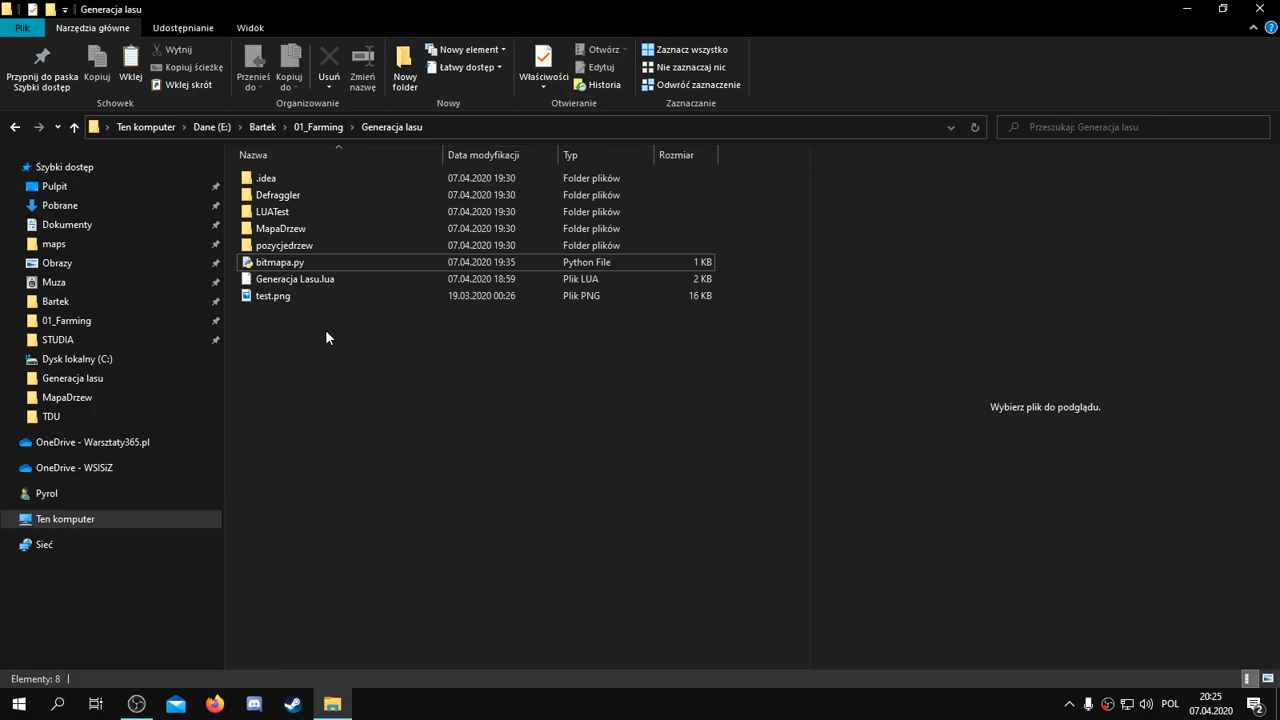 Generacja lasu
Plik
Narzędzia główne
Udostępnianie
Widok
Przypnij do paska
Szybki dostęp
Kopiuj
Wklej
Wytnij
Kopiuj ścieżkę
Wklej skrót
Schowek
Przenieś
do
Kopiuj
do
Usuń
Zmień
nazwę
Organizowanie
Nowy
folder
Nowy element
Łatwy dostęp
Nowy
Właściwości
Otwórz
Edytuj
Historia
Otwieranie
Zaznacz wszystko
Nie zaznaczaj nic
Odwróć zaznaczenie
Zaznaczanie
Ten komputer > Dane (E:) > Bartek > 01_Farming > Generacja lasu
Przeszukaj: Generacja lasu
Szybki dostęp
Pulpit
Pobrane
Dokumenty
maps
Obrazy
Muza
Bartek
01_Farming
STUDIA
Dysk lokalny (C:)
Generacja lasu
MapaDrzew
TDU
OneDrive - Warsztaty365.pl
OneDrive - WSISiZ
Pyrol
Ten komputer
Sieć
Nazwa Data modyfikacji Typ Rozmiar
.idea 07.04.2020 19:30 Folder plików
Defraggler 07.04.2020 19:30 Folder plików
LUATest 07.04.2020 19:30 Folder plików
MapaDrzew 07.04.2020 19:30 Folder plików
pozycjedrzew 07.04.2020 19:30 Folder plików
bitmapa.py 07.04.2020 19:35 Python File 1 KB
Generacja Lasu.lua 07.04.2020 18:59 Plik LUA 2 KB
test.png 19.03.2020 00:26 Plik PNG 16 KB
Wybierz plik do podglądu.
Elementy: 8
POL
20:25
07.04.2020
2